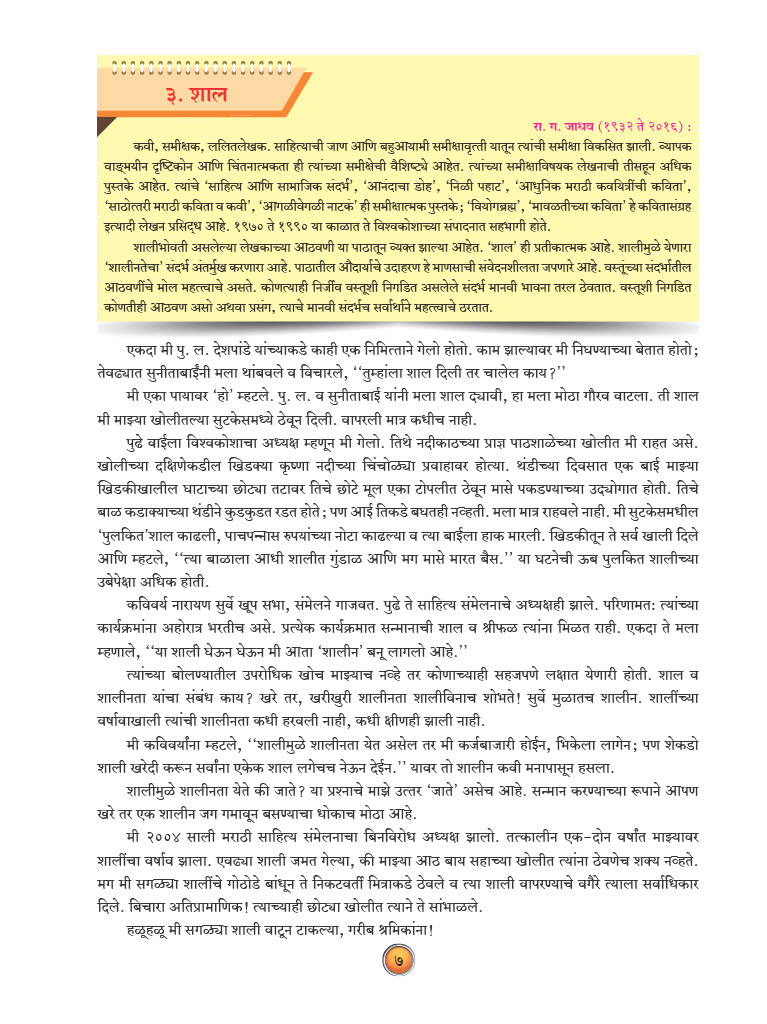 ३. शाल
रा. ग. जाधव (१९३२ ते २०१६) :
कवी, समीक्षक, ललितलेखक. साहित्याची जाण आणि बहुआयामी समीक्षावृत्ती यातून त्यांची समीक्षा विकसित झाली. व्यापक
वाङ्मयीन दृष्टिकोन आणि चिंतनात्मकता ही त्यांच्या समीक्षेची वैशिष्ट्ये आहेत. त्यांच्या समीक्षाविषयक लेखनाची तीसहून अधिक
पुस्तके आहेत. त्यांचे ‘साहित्य आणि सामाजिक संदर्भ’, ‘आनंदाचा डोह’, ‘निळी पहाट’, ‘आधुनिक मराठी कवयित्रींची कविता’,
‘साठोत्तरी मराठी कविता व कवी’, ‘आगळीवेगळी नाटकं’ ही समीक्षात्मक पुस्तके; ‘वियोगब्रह्म’, ‘मावळतीच्या कविता’ हे कवितासंग्रह
इत्यादी लेखन प्रसिद्ध आहे. १९७० ते १९९० या काळात ते विश्वकोशाच्या संपादनात सहभागी होते.
शालीभोवती असलेल्या लेखकाच्या आठवणी या पाठातून व्यक्त झाल्या आहेत. ‘शाल’ ही प्रतीकात्मक आहे. शालीमुळे येणारा
‘शालीनतेचा’ संदर्भ अंतर्मुख करणारा आहे. पाठातील औदार्याचे उदाहरण हे माणसाची संवेदनशीलता जपणारे आहे. वस्तूंच्या संदर्भातील
आठवणींचे मोल महत्त्वाचे असते. कोणत्याही निर्जीव वस्तूशी निगडित असलेले संदर्भ मानवी भावना तरल ठेवतात. वस्तूशी निगडित
कोणतीही आठवण असो अथवा प्रसंग, त्याचे मानवी संदर्भच सर्वार्थाने महत्त्वाचे ठरतात.
एकदा मी पु. ल. देशपांडे यांच्याकडे काही एक निमित्ताने गेलो होतो. काम झाल्यावर मी निघण्याच्या बेतात होतो;
तेवढ्यात सुनीताबाईंनी मला थांबवले व विचारले, ‘‘तुम्हांला शाल दिली तर चालेल काय?’’
मी एका पायावर ‘हो’ म्हटले. पु. ल. व सुनीताबाई यांनी मला शाल द्यावी, हा मला मोठा गौरव वाटला. ती शाल
मी माझ्या खोलीतल्या सुटकेसमध्ये ठेवून दिली. वापरली मात्र कधीच नाही.
पुढे वाईला विश्वकोशाचा अध्यक्ष म्हणून मी गेलो. तिथे नदीकाठच्या प्राज्ञ पाठशाळेच्या खोलीत मी राहत असे.
खोलीच्या दक्षिणेकडील खिडक्या कृष्णा नदीच्या चिंचोळ्या प्रवाहावर होत्या. थंडीच्या दिवसात एक बाई माझ्या
खिडकीखालील घाटाच्या छोट्या तटावर तिचे छोटे मूल एका टोपलीत ठेवून मासे पकडण्याच्या उद्योगात होती. तिचे
बाळ कडाक्याच्या थंडीने कुडकुडत रडत होते; पण आई तिकडे बघतही नव्हती. मला मात्र राहवले नाही. मी सुटकेसमधील
‘पुलकित’शाल काढली, पाचपन्नास रुपयांच्या नोटा काढल्या व त्या बाईला हाक मारली. खिडकीतून ते सर्व खाली दिले
आणि म्हटले, ‘‘त्या बाळाला आधी शालीत गुंडाळ आणि मग मासे मारत बैस.’’ या घटनेची ऊब पुलकित शालीच्या
उबेपेक्षा अधिक होती.
कविवर्य नारायण सुर्वे खूप सभा, संमेलने गाजवत. पुढे ते साहित्य संमेलनाचे अध्यक्षही झाले. परिणामत: त्यांच्या
कार्यक्रमांना अहोरात्र भरतीच असे. प्रत्येक कार्यक्रमात सन्मानाची शाल व श्रीफळ त्यांना मिळत राही. एकदा ते मला
म्हणाले, ‘‘या शाली घेऊन घेऊन मी आता ‘शालीन’ बनू लागलो आहे.’’
त्यांच्या बोलण्यातील उपरोधिक खोच माझ्याच नव्हे तर कोणाच्याही सहजपणे लक्षात येणारी होती. शाल व
शालीनता यांचा संबंध काय? खरे तर, खरीखुरी शालीनता शालीविनाच शोभते! सुर्वे मुळातच शालीन. शालींच्या
वर्षावाखाली त्यांची शालीनता कधी हरवली नाही, कधी क्षीणही झाली नाही.
मी कविवर्यांना म्हटले, ‘‘शालीमुळे शालीनता येत असेल तर मी कर्जबाजारी होईन, भिकेला लागेन; पण शेकडो
शाली खरेदी करून सर्वांना एकेक शाल लगेचच नेऊन देईन.’’ यावर तो शालीन कवी मनापासून हसला.
शालीमुळे शालीनता येते की जाते? या प्रश्नाचे माझे उत्तर ‘जाते’ असेच आहे. सन्मान करण्याच्या रूपाने आपण
खरे तर एक शालीन जग गमावून बसण्याचा धोकाच मोठा आहे.
मी २००४ साली मराठी साहित्य संमेलनाचा बिनविरोध अध्यक्ष झालो. तत्कालीन एक-दोन वर्षांत माझ्यावर
शालींचा वर्षाव झाला. एवढ्या शाली जमत गेल्या, की माझ्या आठ बाय सहाच्या खोलीत त्यांना ठेवणेच शक्य नव्हते.
मग मी सगळ्या शालींचे गोठोडे बांधून ते निकटवर्ती मित्राकडे ठेवले व त्या शाली वापरण्याचे वगैरे त्याला सर्वाधिकार
दिले. बिचारा अतिप्रामाणिक! त्याच्याही छोट्या खोलीत त्याने ते सांभाळले.
हळूहळू मी सगळ्या शाली वाटून टाकल्या, गरीब श्रमिकांना!
७